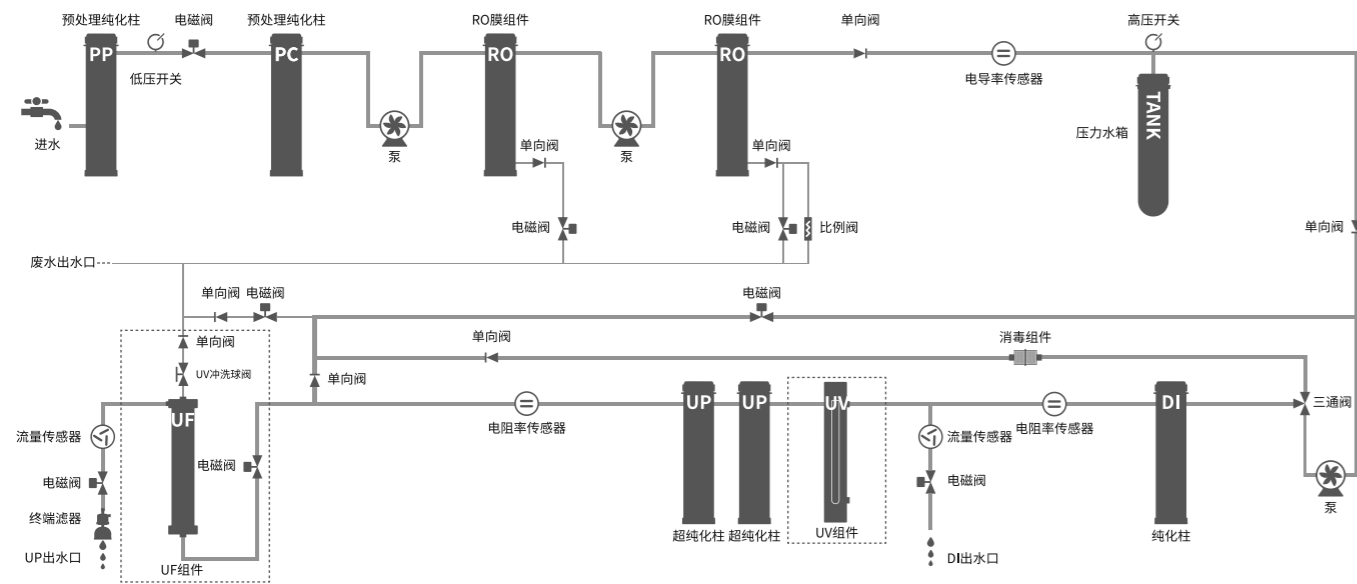 预处理纯化柱
电磁阀
预处理纯化柱
RO膜组件
RO膜组件
单向阀
高压开关
PP
PC
RO
RO
低压开关
电导率传感器
TANK
压力水箱
进水
泵
泵
单向阀
单向阀
电磁阀
电磁阀
比例阀
单向阀
废水出水口
单向阀
电磁阀
电磁阀
单向阀
单向阀
消毒组件
UV冲洗球阀
单向阀
UP
UP
UV
DI
三通阀
UF
电阻率传感器
电阻率传感器
流量传感器
流量传感器
电磁阀
电磁阀
电磁阀
泵
终端滤器
超纯化柱
超纯化柱
UV组件
纯化柱
UP出水口
DI出水口
UF组件